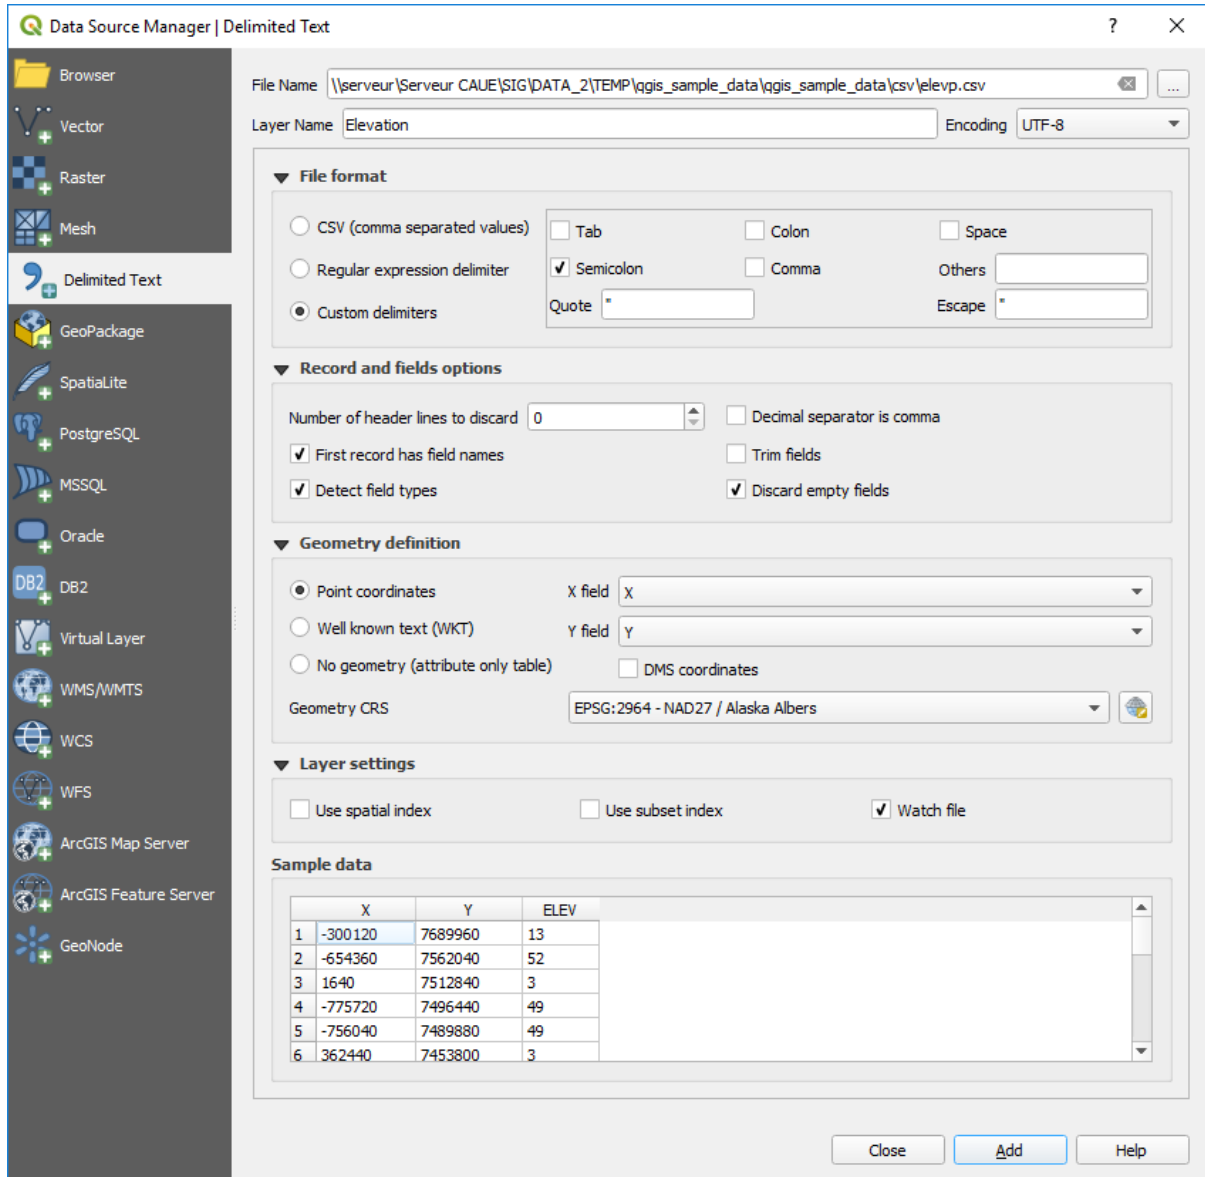 Data Source Manager | Delimited Text
?
Browser
Vector
Raster
Mesh
Delimited Text
GeoPackage
SpatiaLite
PostgreSQL
MSSQL
Oracle
DB2 DB2
Virtual Layer
WMS/WMTS
WCS
WFS
ArcGIS Map Server
ArcGIS Feature Server
GeoNode
File Name \\serveur\Serveur CAUE\SIG\DATA_2\TEMP\qgis_sample_data\qgis_sample_data\csv\elevp.csv ...
Layer Name Elevation Encoding UTF-8
File format
CSV (comma separated values) Tab Colon Space
Regular expression delimiter Semicolon Comma Others
Custom delimiters Quote " Escape "
Record and fields options
Number of header lines to discard 0 Decimal separator is comma
First record has field names Trim fields
Detect field types Discard empty fields
Geometry definition
Point coordinates X field X
Well known text (WKT) Y field Y
No geometry (attribute only table) DMS coordinates
Geometry CRS EPSG:2964 - NAD27 / Alaska Albers
Layer settings
Use spatial index Use subset index Watch file
Sample data
X Y ELEV
1 -300120 7689960 13
2 -654360 7562040 52
3 1640 7512840 3
4 -775720 7496440 49
5 -756040 7489880 49
6 362440 7453800 3
Close Add Help